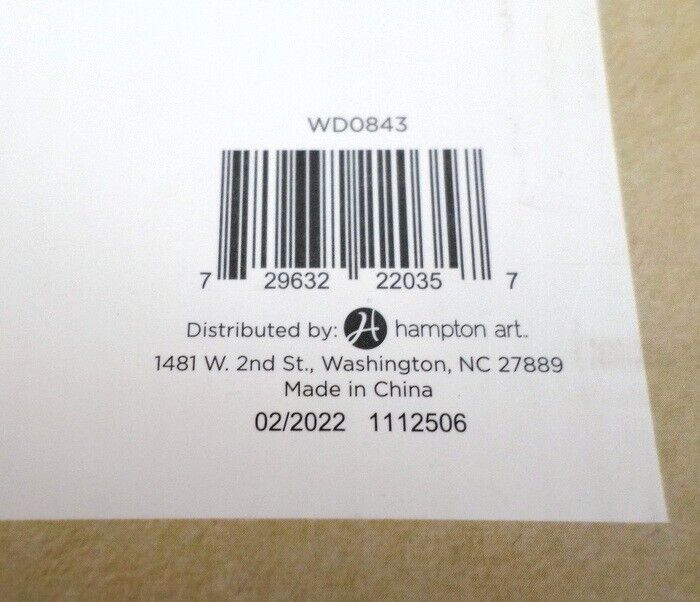 WD0843
7 29632 22035 7
Distributed by: H hampton art™
1481 W. 2nd St., Washington, NC 27889
Made in China
02/2022 1112506